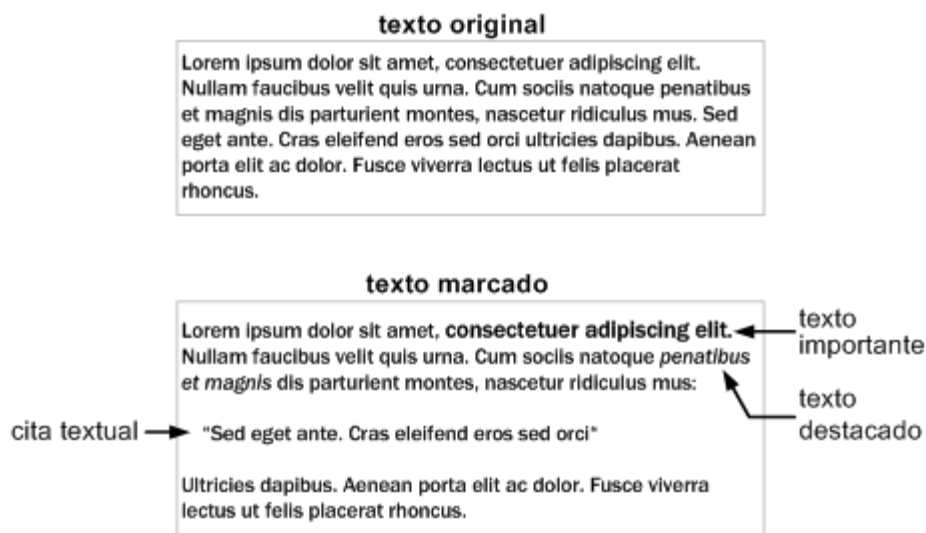 texto original
Lorem ipsum dolor sit amet, consectetuer adipiscing elit.
Nullam faucibus velit quis urna. Cum sociis natoque penatibus
et magnis dis parturient montes, nascetur ridiculus mus. Sed
eget ante. Cras eleifend eros sed orci ultricies dapibus. Aenean
porta elit ac dolor. Fusce viverra lectus ut felis placerat
rhoncus.
texto marcado
Lorem ipsum dolor sit amet, consectetuer adipiscing elit.
Nullam faucibus velit quis urna. Cum sociis natoque penatibus
et magnis dis parturient montes, nascetur ridiculus mus:
"Sed eget ante. Cras eleifend eros sed orci"
Ultricies dapibus. Aenean porta elit ac dolor. Fusce viverra
lectus ut felis placerat rhoncus.
texto
importante
texto
destacado
cita textual